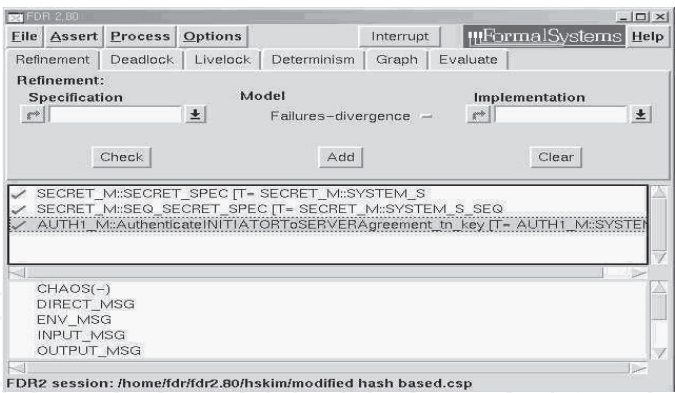 FDR 2.80
File Assert Process Options Interrupt FormalSystems Help
Refinement Deadlock Livelock Determinism Graph Evaluate
Refinement:
Specification Model Implementation
Failures-divergence
Check Add Clear
SECRET_M::SECRET_SPEC [T= SECRET_M::SYSTEM_S
SECRET_M::SEQ_SECRET_SPEC [T= SECRET_M::SYSTEM_S_SEQ
AUTH1_M::AuthenticateINITIATORToSERVERAgreement_tn_key [T= AUTH1_M::SYSTEM
CHAOS(-)
DIRECT_MSG
ENV_MSG
INPUT_MSG
OUTPUT_MSG
FDR2 session: /home/fdr/fdr2.80/hskim/modified hash based.csp